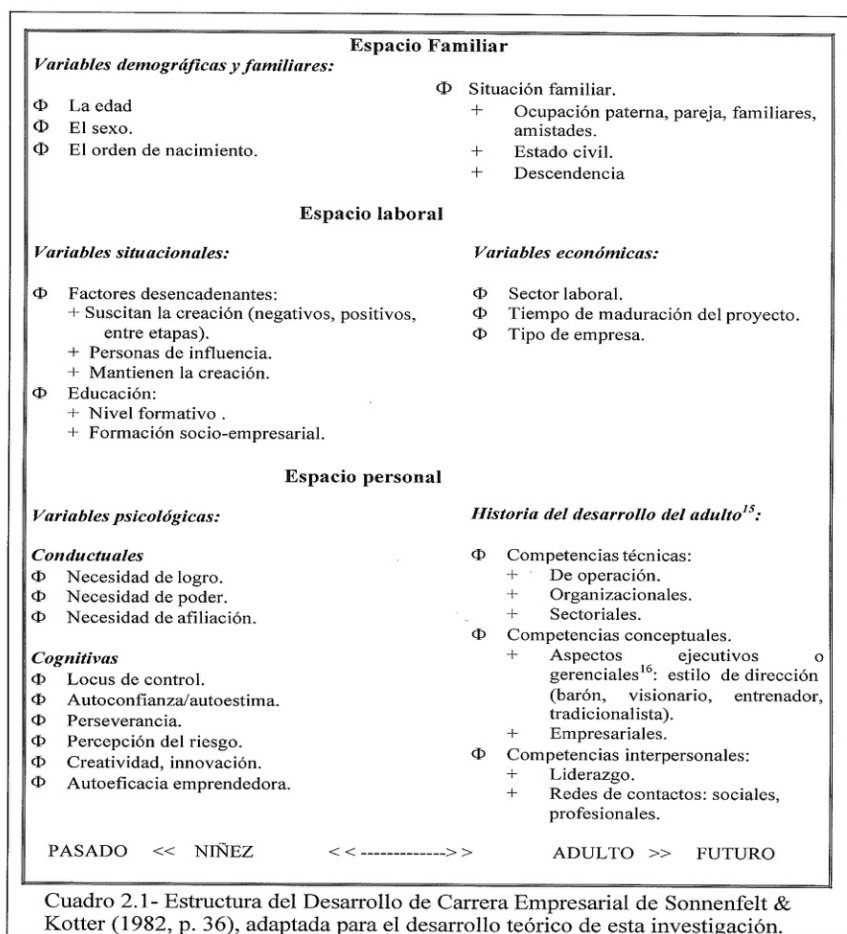 Espacio Familiar
Variables demográficas y familiares:
Φ La edad
Φ El sexo.
Φ El orden de nacimiento.
Φ Situación familiar.
+ Ocupación paterna, pareja, familiares,
amistades.
+ Estado civil.
+ Descendencia
Espacio laboral
Variables situacionales:
Φ Factores desencadenantes:
+ Suscitan la creación (negativos, positivos,
entre etapas).
+ Personas de influencia.
+ Mantienen la creación.
Φ Educación:
+ Nivel formativo .
+ Formación socio-empresarial.
Variables económicas:
Φ Sector laboral.
Φ Tiempo de maduración del proyecto.
Φ Tipo de empresa.
Espacio personal
Variables psicológicas:
Conductuales
Φ Necesidad de logro.
Φ Necesidad de poder.
Φ Necesidad de afiliación.
Cognitivas
Φ Locus de control.
Φ Autoconfianza/autoestima.
Φ Perseverancia.
Φ Percepción del riesgo.
Φ Creatividad, innovación.
Φ Autoeficacia emprendedora.
Historia del desarrollo del adulto15:
Φ Competencias técnicas:
+ De operación.
+ Organizacionales.
+ Sectoriales.
Φ Competencias conceptuales.
+ Aspectos ejecutivos o
gerenciales16: estilo de dirección
(barón, visionario, entrenador,
tradicionalista).
+ Empresariales.
Φ Competencias interpersonales:
+ Liderazgo.
+ Redes de contactos: sociales,
profesionales.
PASADO << NIÑEZ <<------------->> ADULTO >> FUTURO
Cuadro 2.1- Estructura del Desarrollo de Carrera Empresarial de Sonnenfelt &
Kotter (1982, p. 36), adaptada para el desarrollo teórico de esta investigación.